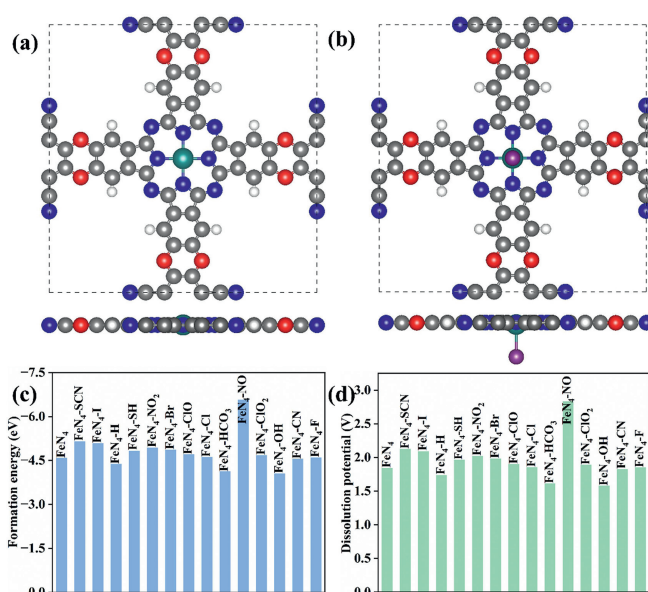 (a)
(b)
(c)
Formation energy (eV)
−7.5
−6.0
−4.5
−3.0
−1.5
0.0
FeN₄
FeN₄-SCN
FeN₄-I
FeN₄-H
FeN₄-SH
FeN₄-NO₂
FeN₄-Br
FeN₄-ClO
FeN₄-Cl
FeN₄-HCO₃
FeN₄-NO
FeN₄-ClO₂
FeN₄-OH
FeN₄-CN
FeN₄-F
(d)
Dissolution potential (V)
3.0
2.5
2.0
1.5
1.0
0.5
0.0
FeN₄
FeN₄-SCN
FeN₄-I
FeN₄-H
FeN₄-SH
FeN₄-NO₂
FeN₄-Br
FeN₄-ClO
FeN₄-Cl
FeN₄-HCO₃
FeN₄-NO
FeN₄-ClO₂
FeN₄-OH
FeN₄-CN
FeN₄-F